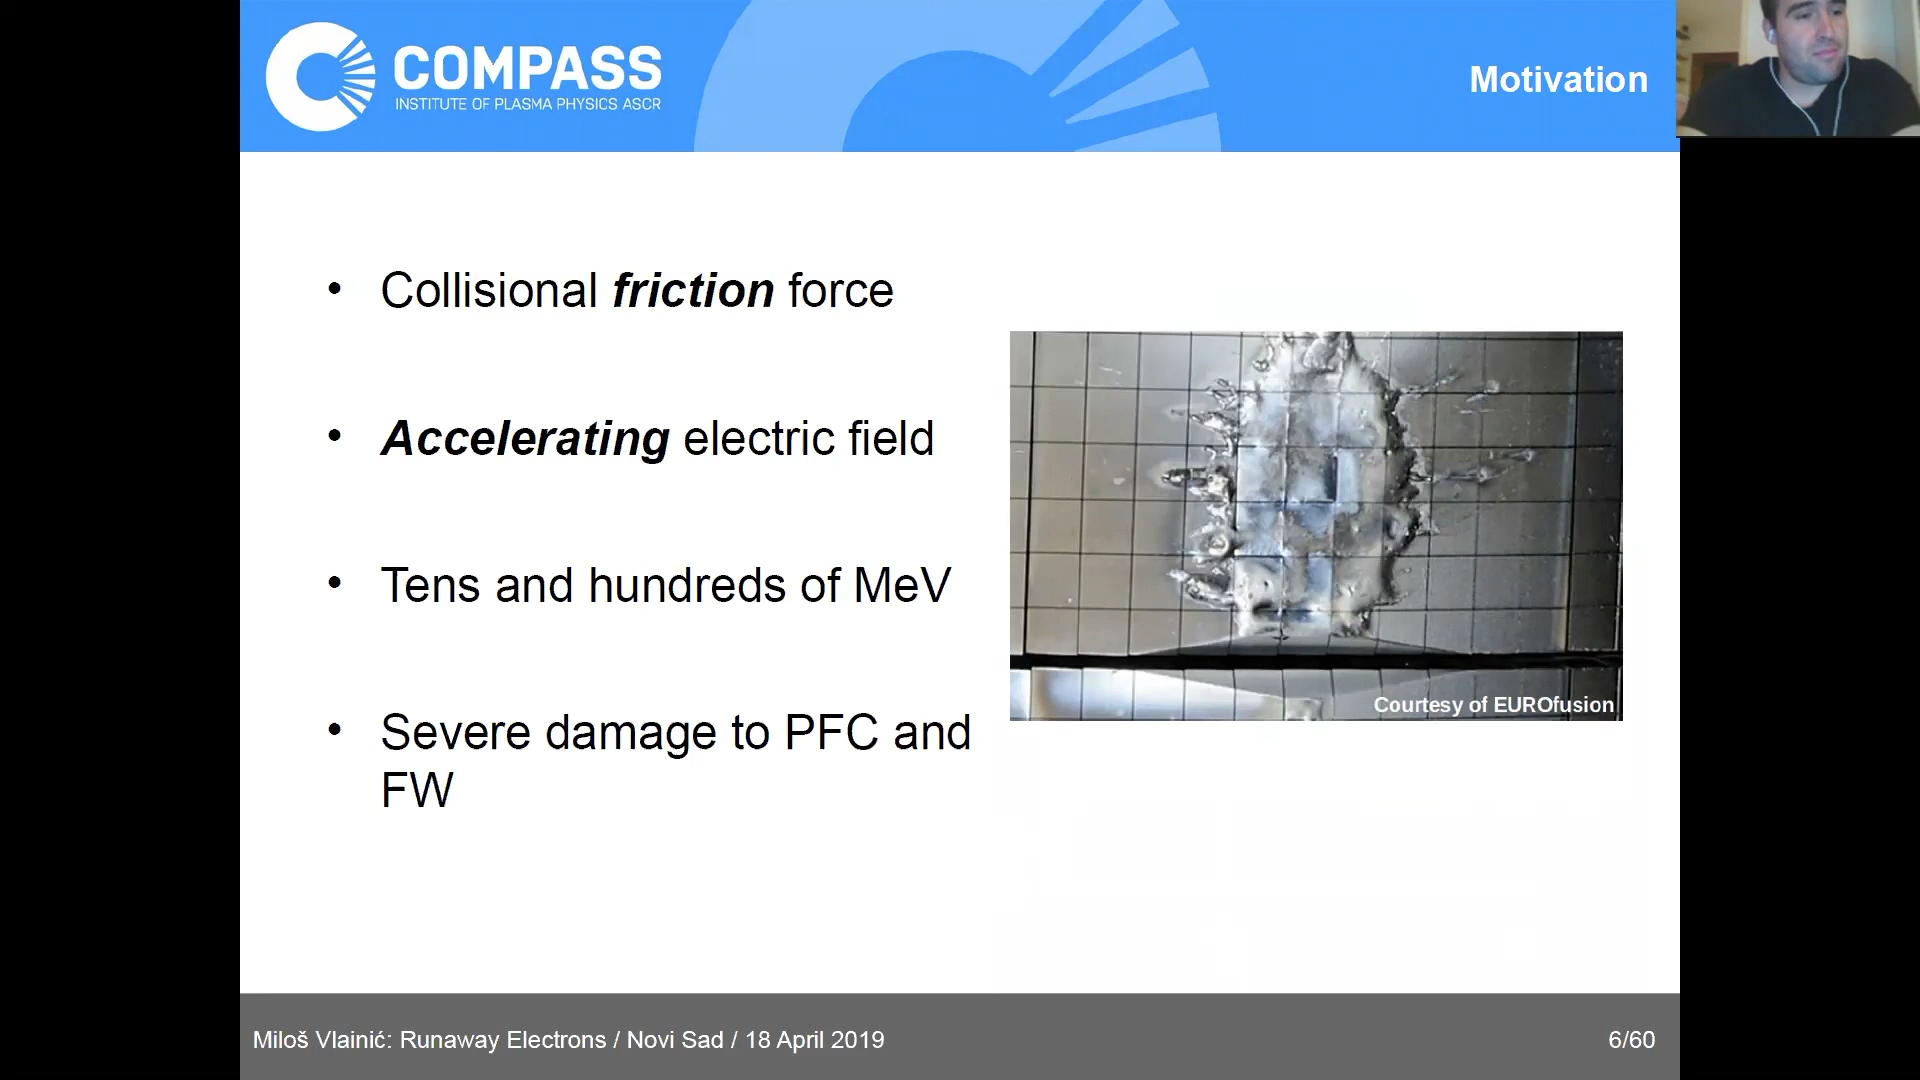 COMPASS
INSTITUTE OF PLASMA PHYSICS ASCR
Motivation
• Collisional friction force
• Accelerating electric field
• Tens and hundreds of MeV
• Severe damage to PFC and
FW
Courtesy of EUROfusion
Miloš Vlainić: Runaway Electrons / Novi Sad / 18 April 2019
6/60